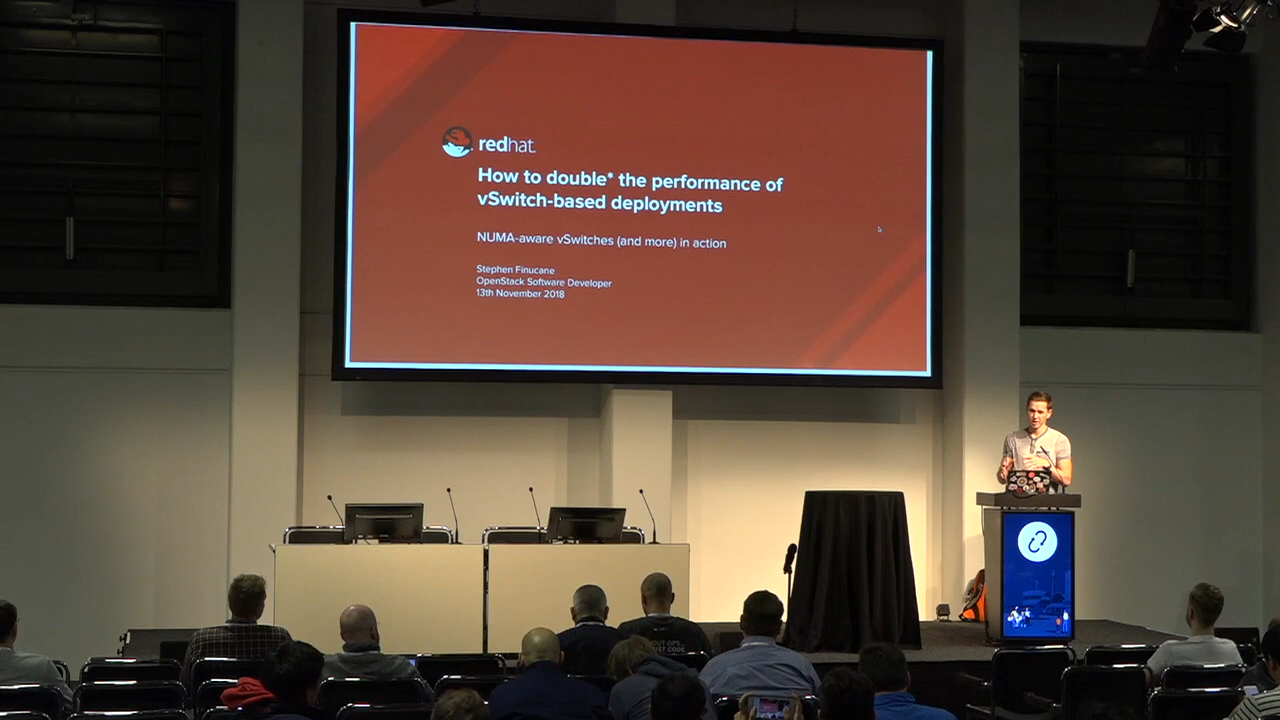 redhat.
How to double* the performance of
vSwitch-based deployments
NUMA-aware vSwitches (and more) in action
Stephen Finucane
OpenStack Software Developer
13th November 2018